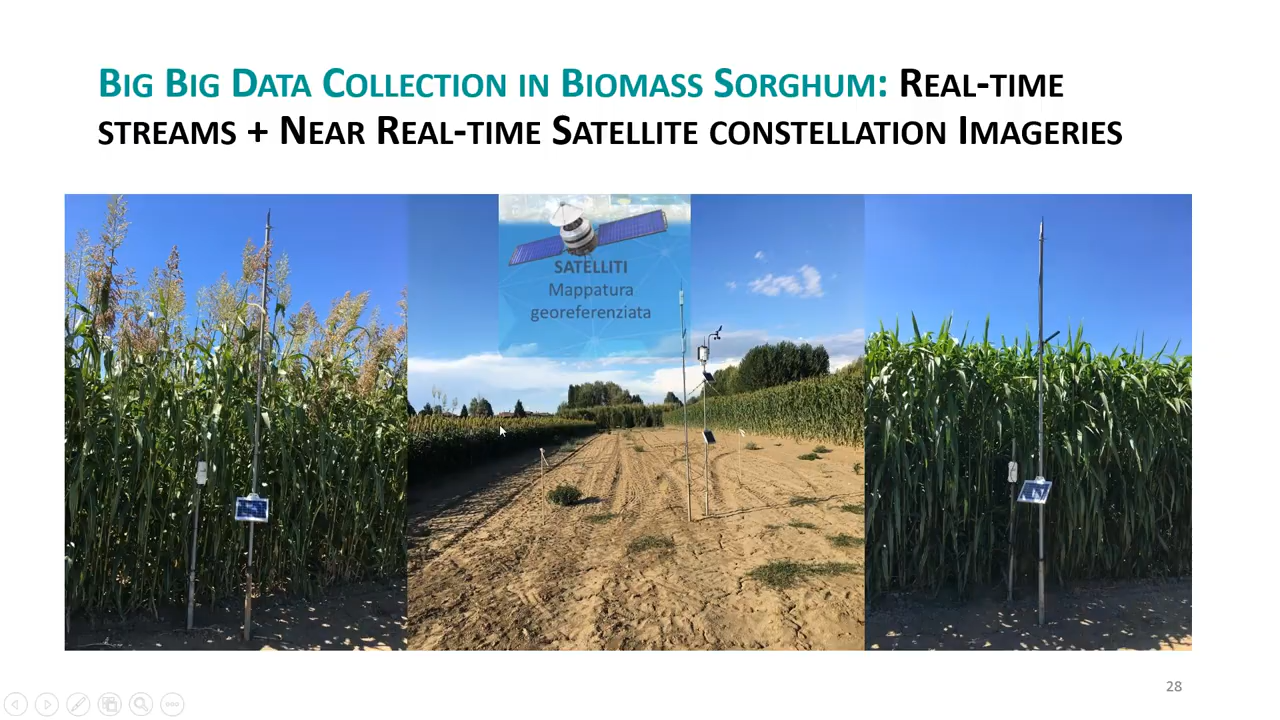 BIG BIG DATA COLLECTION IN BIOMASS SORGHUM: REAL-TIME
STREAMS + NEAR REAL-TIME SATELLITE CONSTELLATION IMAGERIES
SATELLITI
Mappatura
georeferenziata
28